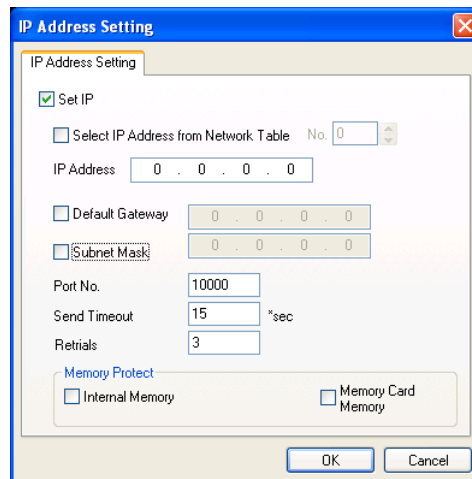 IP Address Setting
IP Address Setting
Set IP
Select IP Address from Network Table No. 0
IP Address 0 . 0 . 0 . 0
Default Gateway 0 . 0 . 0 . 0
Subnet Mask 0 . 0 . 0 . 0
Port No. 10000
Send Timeout 15 *sec
Retrials 3
Memory Protect
Internal Memory Memory Card
Memory
OK Cancel